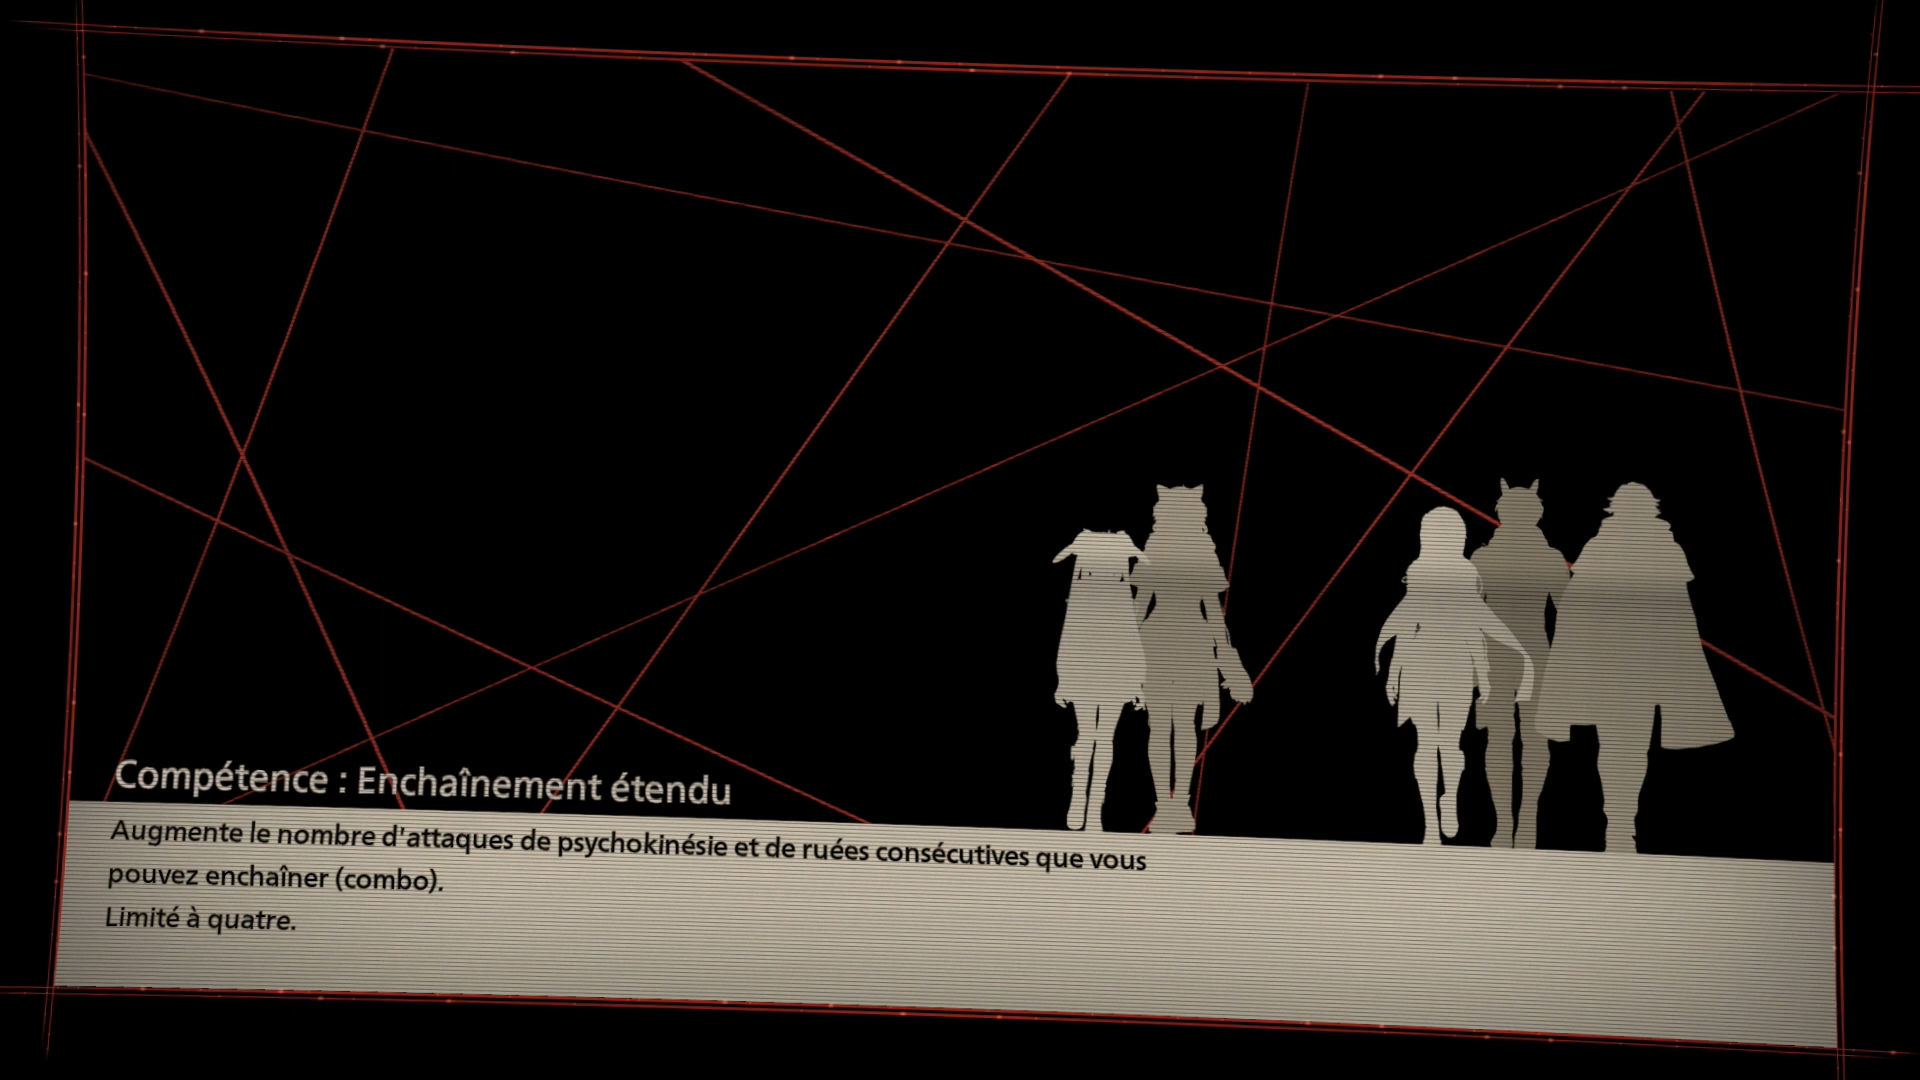 Compétence : Enchaînement étendu
Augmente le nombre d'attaques de psychokinésie et de ruées consécutives que vous
pouvez enchaîner (combo).
Limité à quatre.